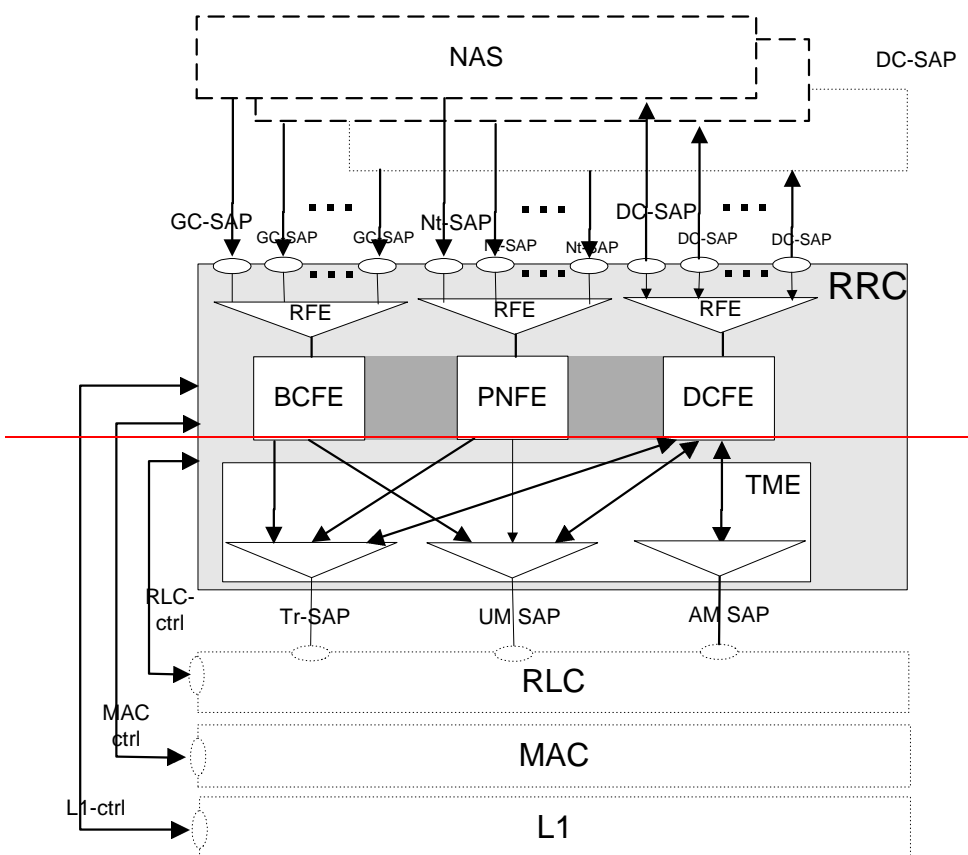 NAS
DC-SAP
GC-SAP
GC-SAP
GC-SAP
Nt-SAP
Nt-SAP
Nt-SAP
DC-SAP
DC-SAP
DC-SAP
RRC
RFE
RFE
RFE
BCFE
PNFE
DCFE
TME
RLC-
ctrl
Tr-SAP
UM SAP
AM SAP
RLC
MAC
ctrl
MAC
L1-ctrl
L1